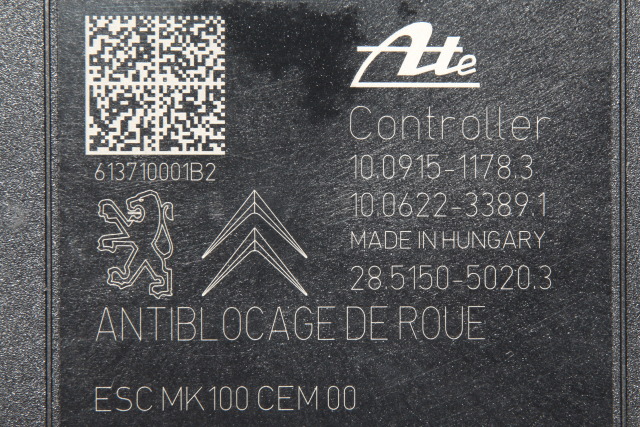 Ate
Controller
10.0915-1178.3
10.0622-3389.1
MADE IN HUNGARY
28.5150-5020.3
613710001B2
ANTIBLOCAGE DE ROUE
ESC MK100 CEM 00